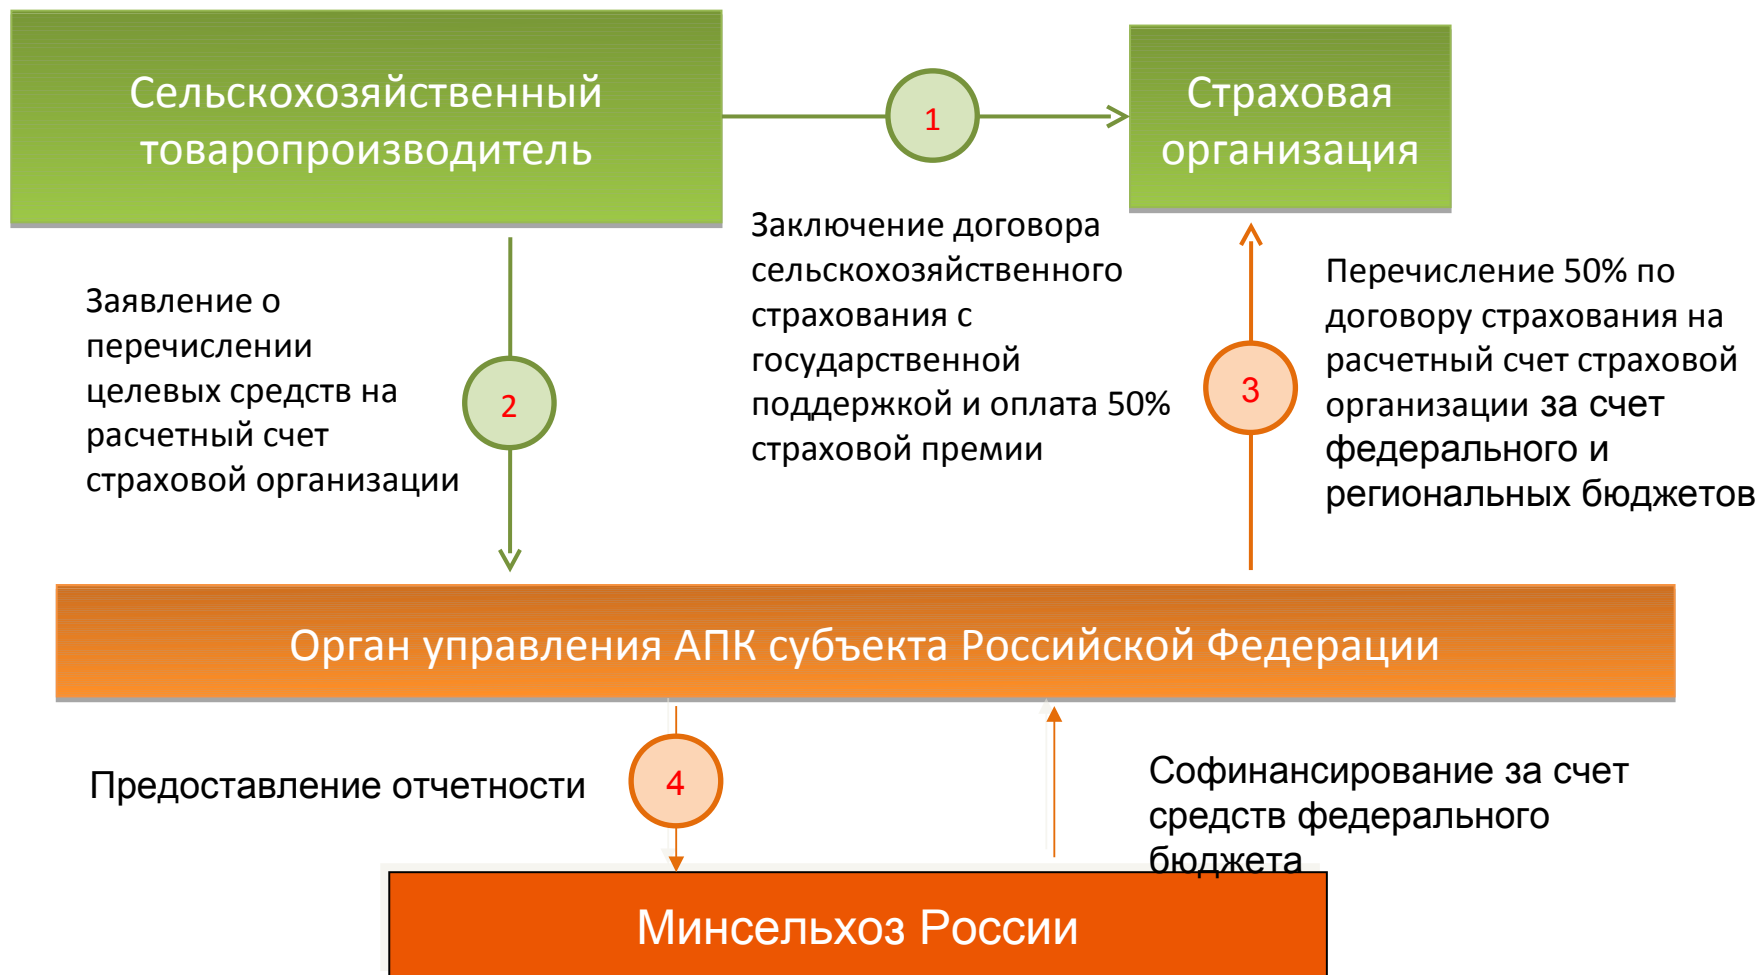 Сельскохозяйственный
товаропроизводитель
1
Страховая
организация
Заявление о
перечислении
целевых средств на
расчетный счет
страховой организации
2
Заключение договора
сельскохозяйственного
страхования с
государственной
поддержкой и оплата 50%
страховой премии
3
Перечисление 50% по
договору страхования на
расчетный счет страховой
организации за счет
федерального и
региональных бюджетов
Орган управления АПК субъекта Российской Федерации
Предоставление отчетности
4
Софинансирование за счет
средств федерального
бюджета
Минсельхоз России